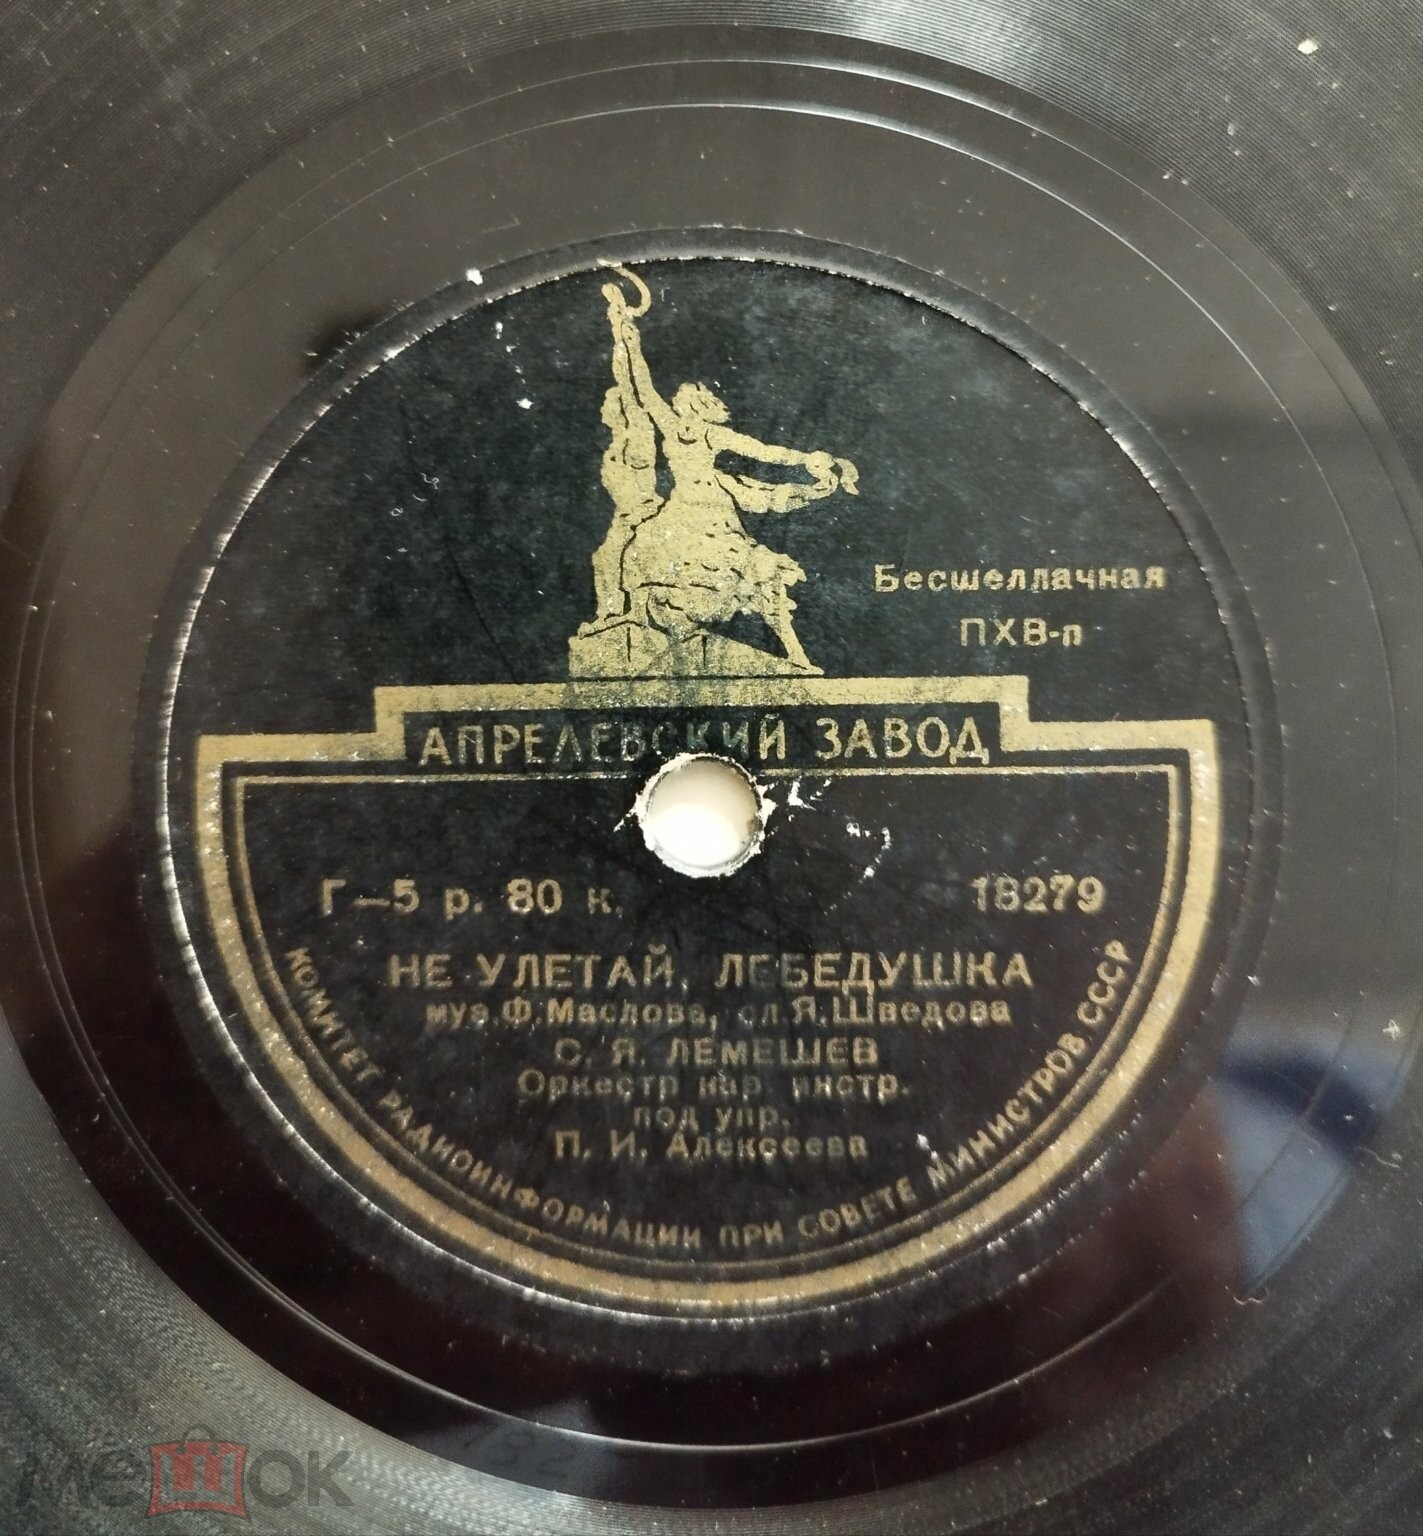 Бесшеллачная
ПХВ-п
АПРЕЛЕВСКИЙ ЗАВОД
Г—5 р. 80 к.
18279
НЕ УЛЕТАЙ, ЛЕБЕДУШКА
муз. Ф. Маслова, сл. Я. Шведова
С. Я. ЛЕМЕШЕВ
Оркестр нар. инстр.
под упр.
П. И. Алексеева
КОМИТЕТ РАДИОИНФОРМАЦИИ ПРИ СОВЕТЕ МИНИСТРОВ СССР
мешок